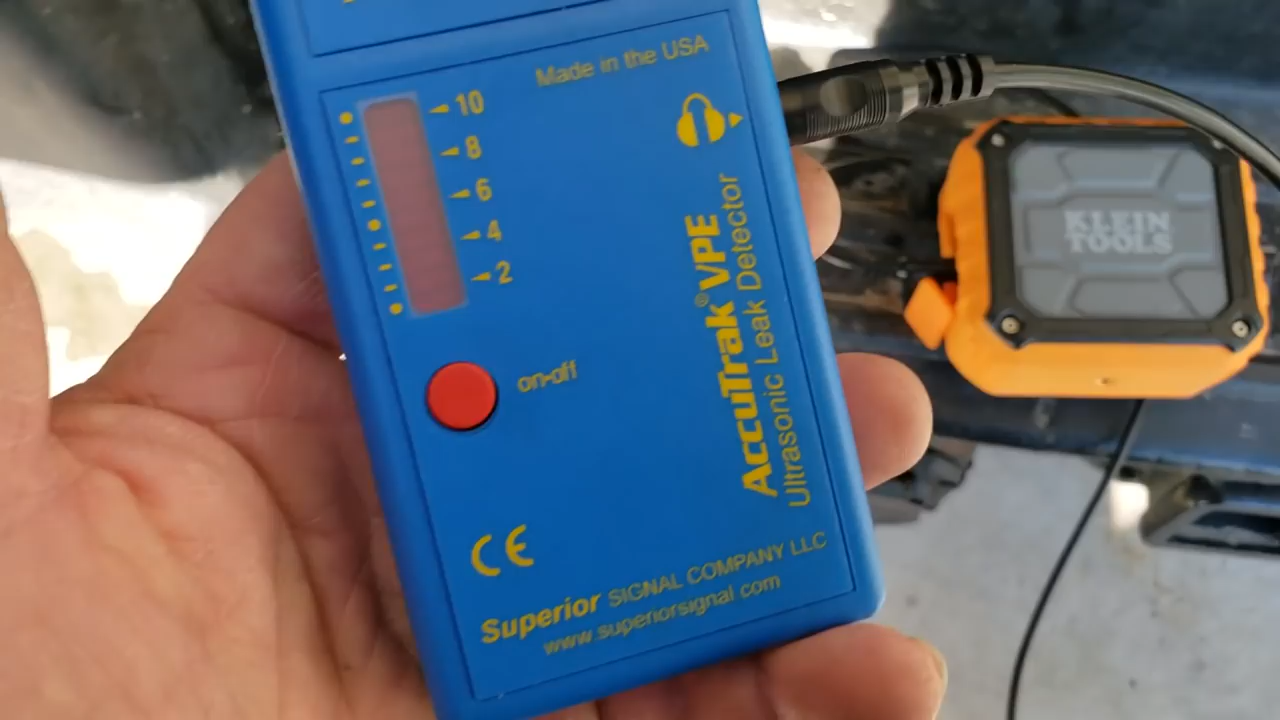 Made in the USA
10
8
6
4
2
on-off
AccuTrak® VPE
Ultrasonic Leak Detector
CE
Superior SIGNAL COMPANY LLC
www.superiorsignal.com
KLEIN
TOOLS